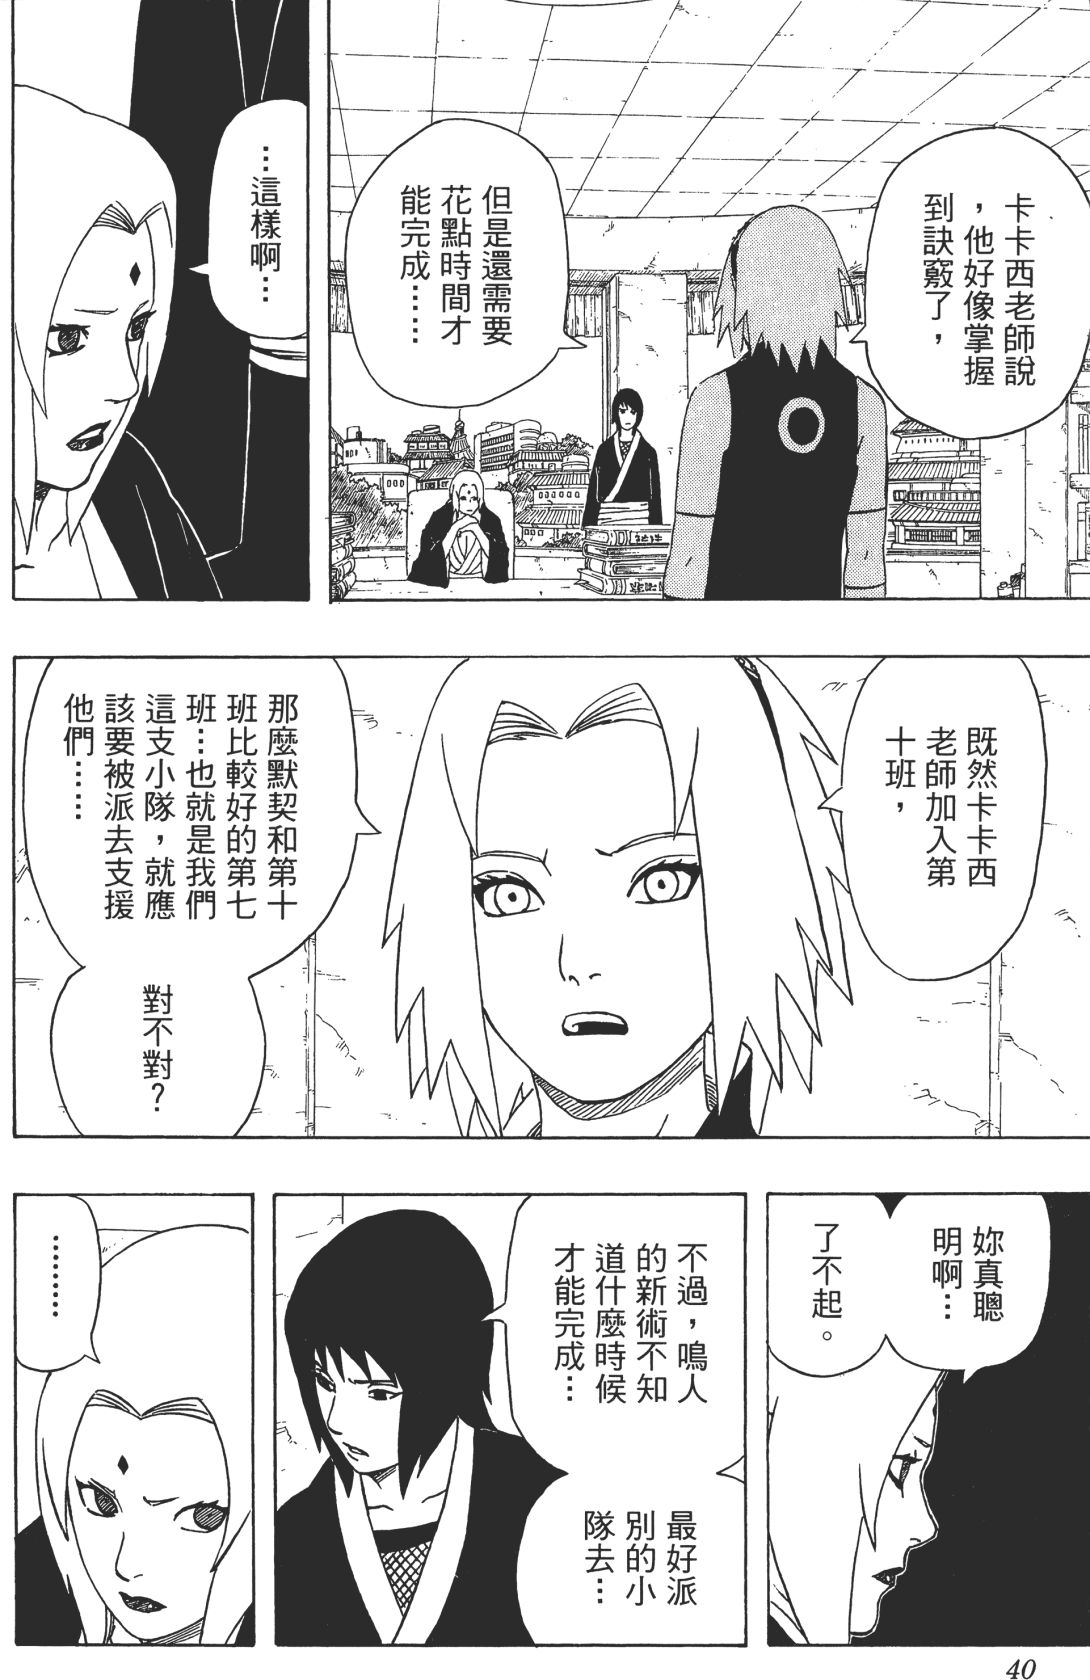 卡卡西老師說
，他好像掌握
到訣竅了，
但是還需要
花點時間才
能完成……
…這樣啊…
既然卡卡西
老師加入第
十班，
那麼默契和第十
班比較好的第七
班…也就是我們
這支小隊，就應
該要被派去支援
他們……
對不對？
妳真聰
明啊…
了不起。
不過，鳴人
的新術不知
道什麼時候
才能完成…
最好派
別的小
隊去…
………
40